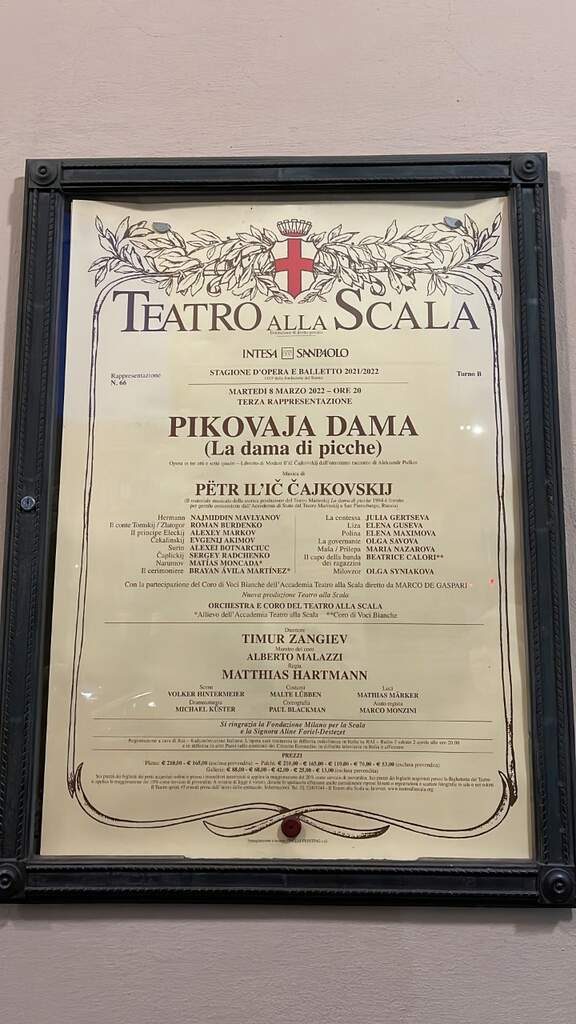 TEATRO ALLA SCALA
INTESA SANPAOLO
Rappresentazione
N. 66
STAGIONE D'OPERA E BALLETTO 2021/2022
Turno B
MARTEDÌ 8 MARZO 2022 – ORE 20
TERZA RAPPRESENTAZIONE
PIKOVAJA DAMA
(La dama di picche)
Musica di
PËTR IL'IČ ČAJKOVSKIJ
Hermann NAJMIDDIN MAVLYANOV
Il conte Tomskij / Zlatogor ROMAN BURDENKO
Il principe Eleckij ALEXEY MARKOV
Čekalinskij EVGENIJ AKIMOV
Surin ALEXEI BOTNARCIUC
Čaplickij SERGEY RADCHENKO
Narumov MATÍAS MONCADA*
Il cerimoniere BRAYAN ÁVILA MARTÍNEZ*
La contessa JULIA GERTSEVA
Liza ELENA GUSEVA
Polina ELENA MAXIMOVA
La governante OLGA SAVOVA
Maša / Prilepa MARIA NAZAROVA
Il capo della banda dei ragazzini BEATRICE CALORI**
Milovzor OLGA SYNIAKOVA
Con la partecipazione del Coro di Voci Bianche dell'Accademia Teatro alla Scala diretto da MARCO DE GASPARI
Nuova produzione Teatro alla Scala
ORCHESTRA E CORO DEL TEATRO ALLA SCALA
*Allievo dell'Accademia Teatro alla Scala **Coro di Voci Bianche
Direttore
TIMUR ZANGIEV
Maestro del coro
ALBERTO MALAZZI
Regia
MATTHIAS HARTMANN
Scene
VOLKER HINTERMEIER
Costumi
MALTE LÜBBEN
Luci
MATHIAS MÄRKER
Drammaturgia
MICHAEL KÜSTER
Coreografia
PAUL BLACKMAN
Aiuto regista
MARCO MONZINI
Si ringrazia la Fondazione Milano per la Scala
e la Signora Aline Foriel-Destezet
PREZZI